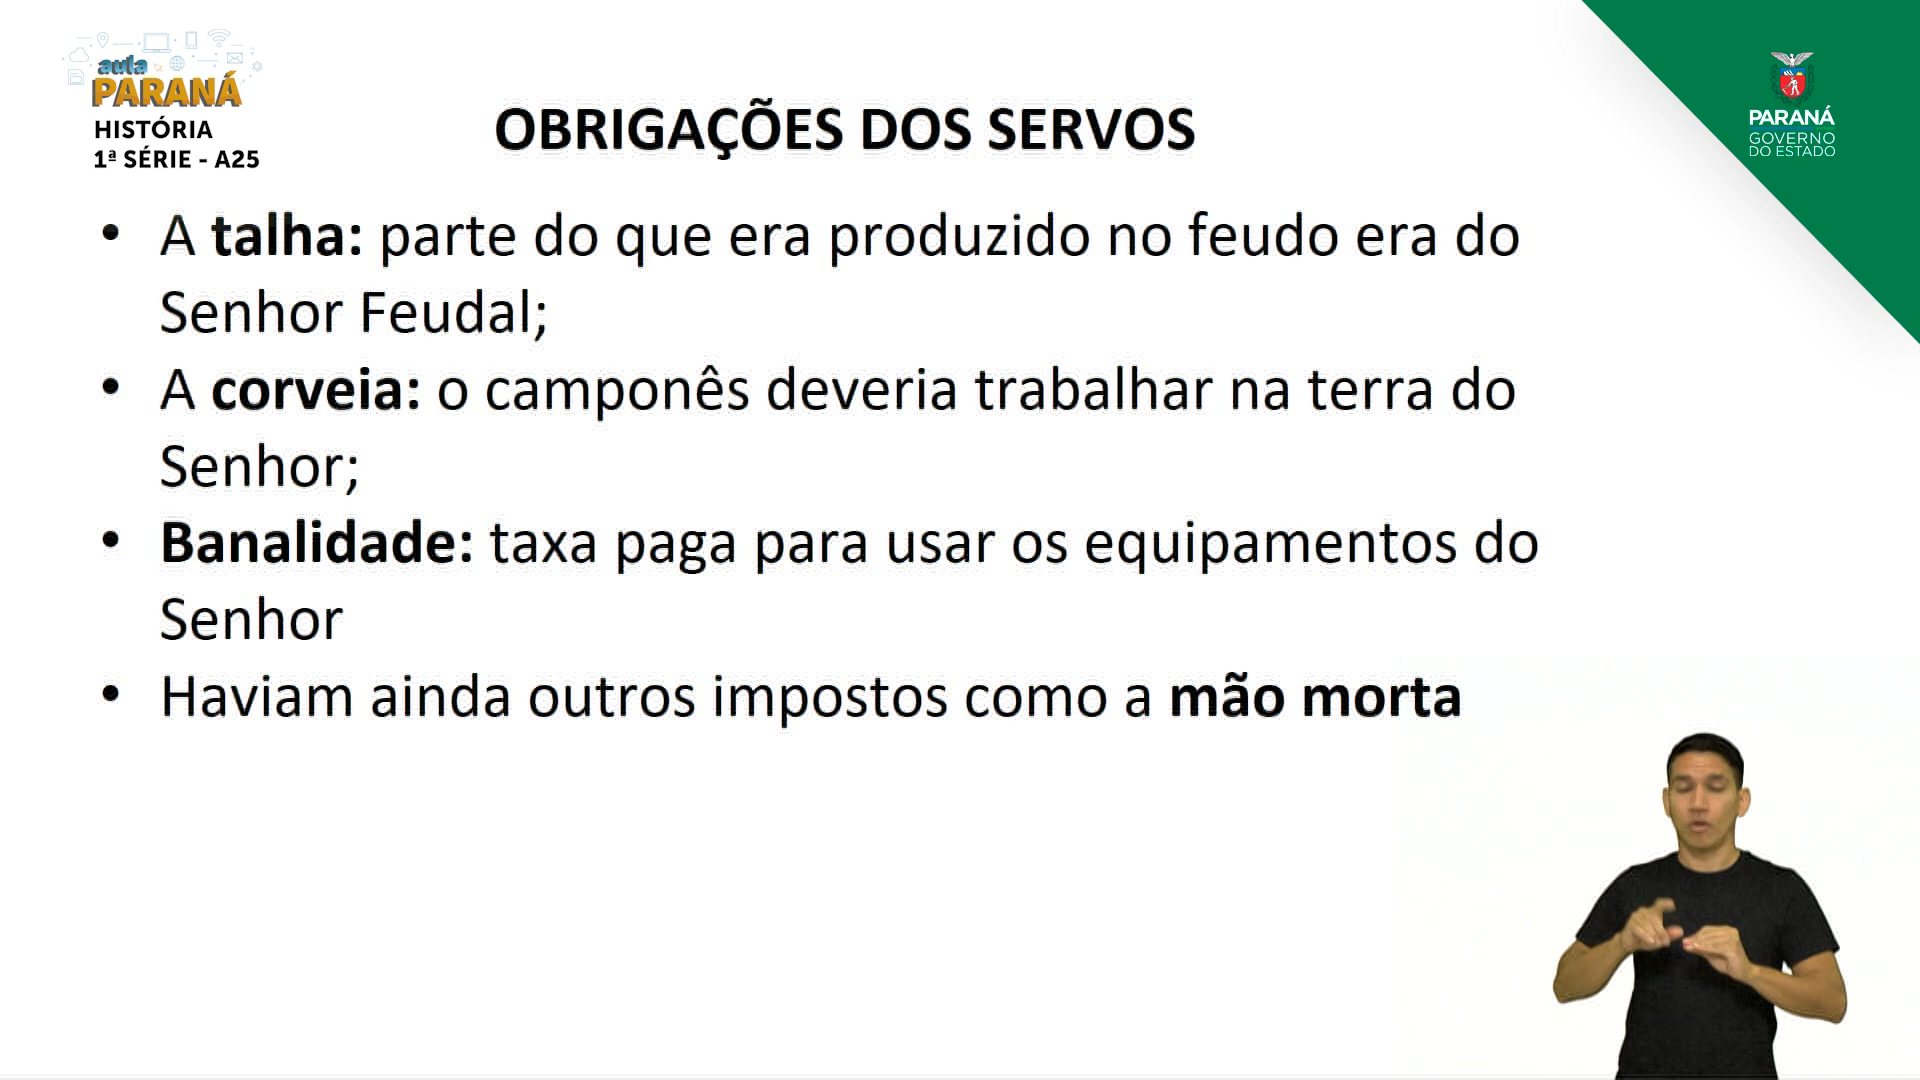 aula
PARANÁ
HISTÓRIA
1ª SÉRIE - A25
PARANÁ
GOVERNO
DO ESTADO
OBRIGAÇÕES DOS SERVOS
• A talha: parte do que era produzido no feudo era do
Senhor Feudal;
• A corveia: o camponês deveria trabalhar na terra do
Senhor;
• Banalidade: taxa paga para usar os equipamentos do
Senhor
• Haviam ainda outros impostos como a mão morta